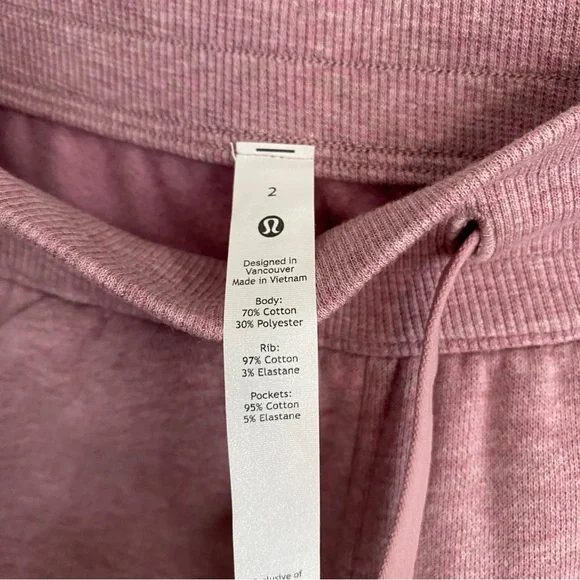 2
Designed in
Vancouver
Made in Vietnam
Body:
70% Cotton
30% Polyester
Rib:
97% Cotton
3% Elastane
Pockets:
95% Cotton
5% Elastane
of